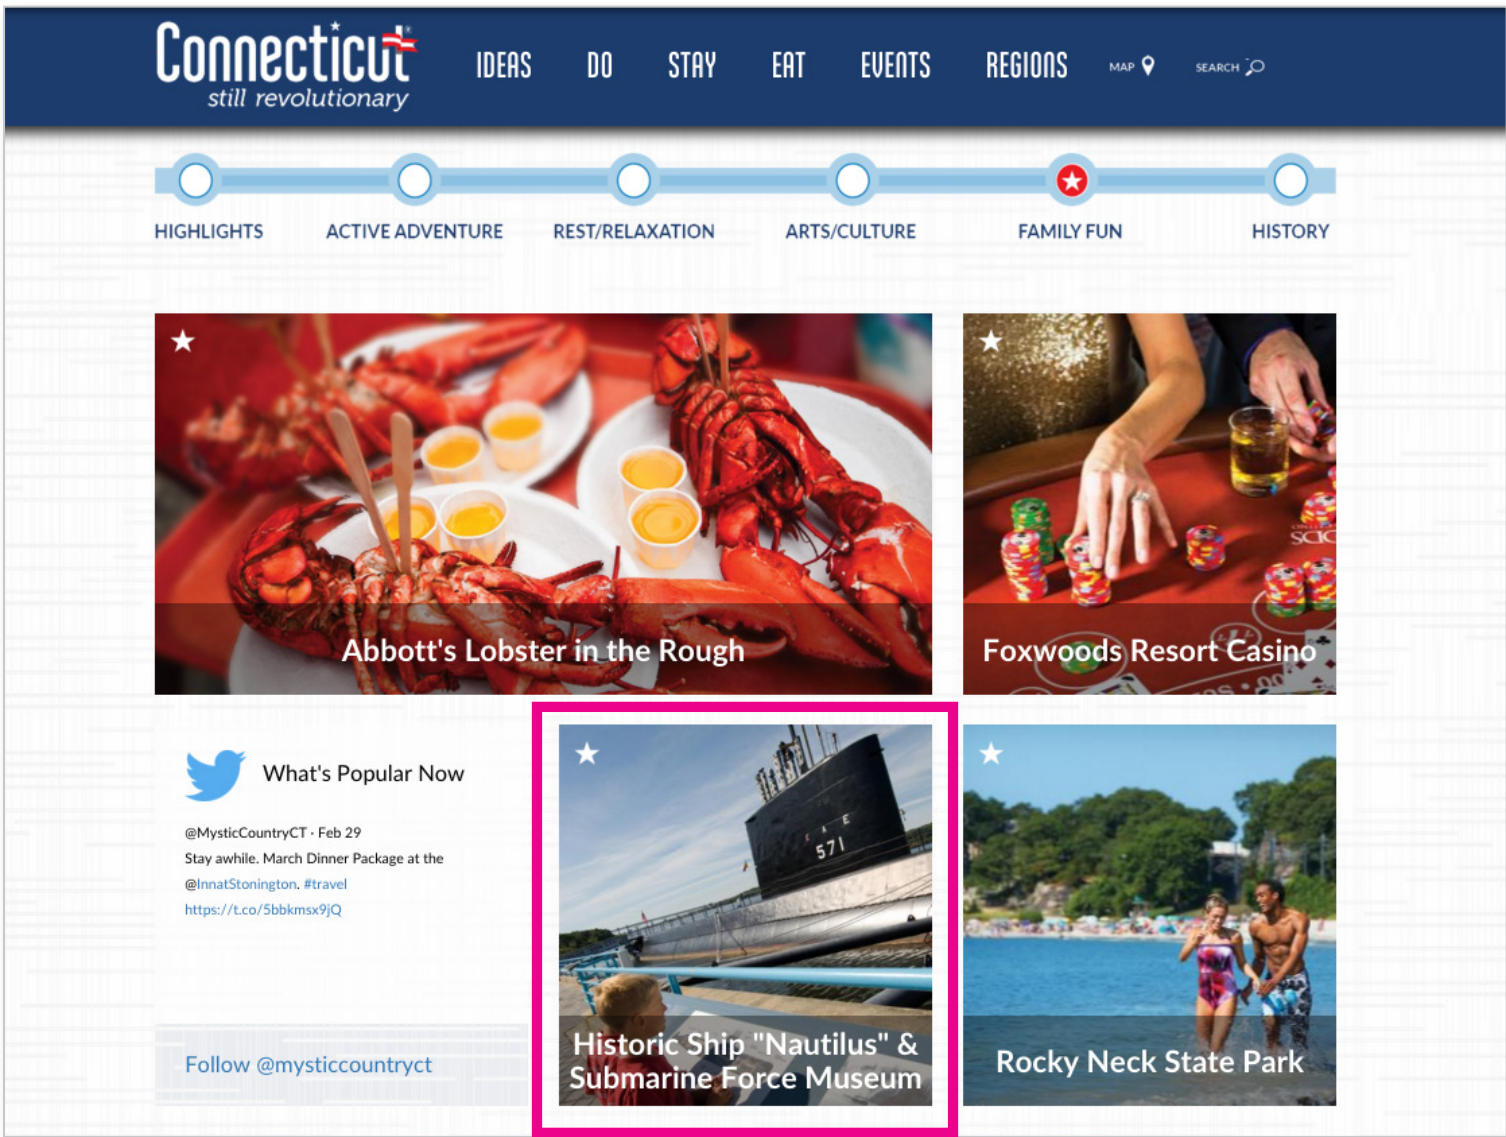 Connecticut
still revolutionary
IDEAS DO STAY EAT EVENTS REGIONS MAP SEARCH
HIGHLIGHTS ACTIVE ADVENTURE REST/RELAXATION ARTS/CULTURE FAMILY FUN HISTORY
Abbott's Lobster in the Rough
Foxwoods Resort Casino
What's Popular Now
@MysticCountryCT · Feb 29
Stay awhile. March Dinner Package at the
@InnatStonington. #travel
https://t.co/5bbkmsx9jQ
Follow @mysticcountryct
571
Historic Ship "Nautilus" &
Submarine Force Museum
Rocky Neck State Park